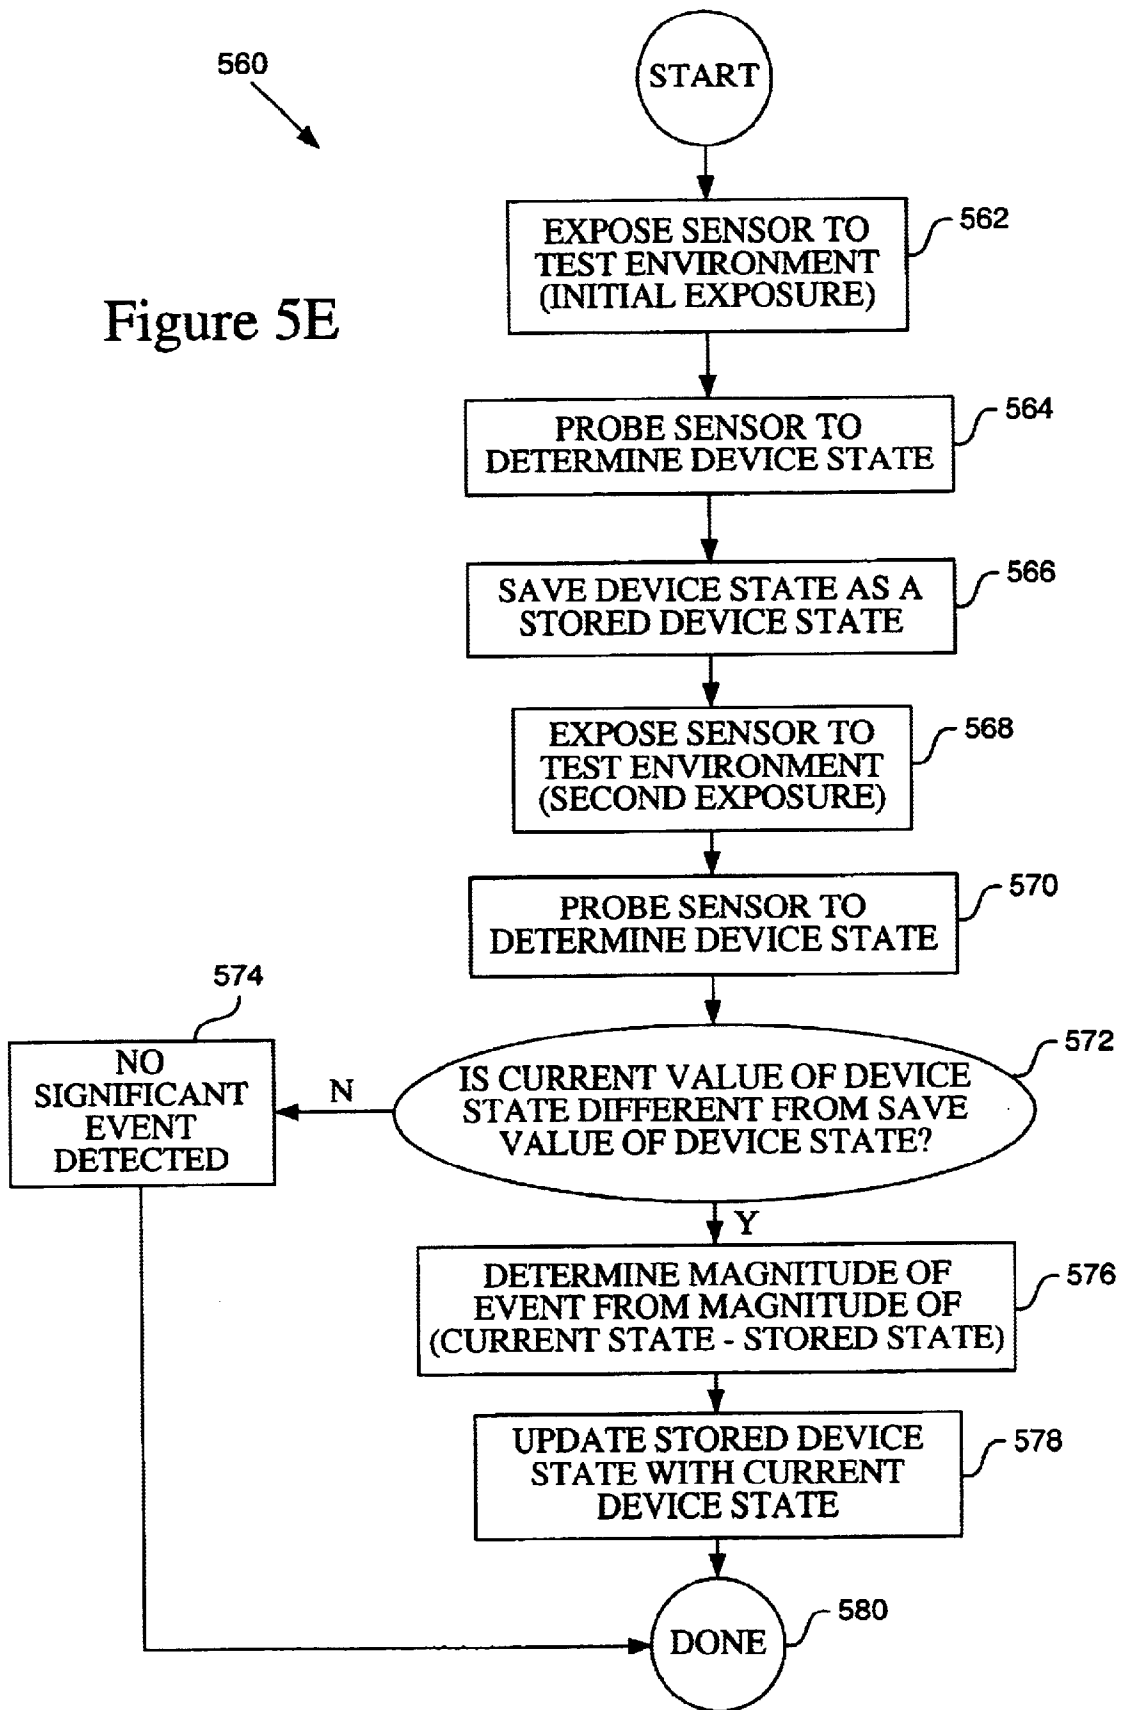 560
START
562
EXPOSE SENSOR TO
TEST ENVIRONMENT
(INITIAL EXPOSURE)
Figure 5E
564
PROBE SENSOR TO
DETERMINE DEVICE STATE
566
SAVE DEVICE STATE AS A
STORED DEVICE STATE
568
EXPOSE SENSOR TO
TEST ENVIRONMENT
(SECOND EXPOSURE)
570
PROBE SENSOR TO
DETERMINE DEVICE STATE
572
IS CURRENT VALUE OF DEVICE
STATE DIFFERENT FROM SAVE
VALUE OF DEVICE STATE?
N
574
NO
SIGNIFICANT
EVENT
DETECTED
Y
576
DETERMINE MAGNITUDE OF
EVENT FROM MAGNITUDE OF
(CURRENT STATE - STORED STATE)
578
UPDATE STORED DEVICE
STATE WITH CURRENT
DEVICE STATE
580
DONE